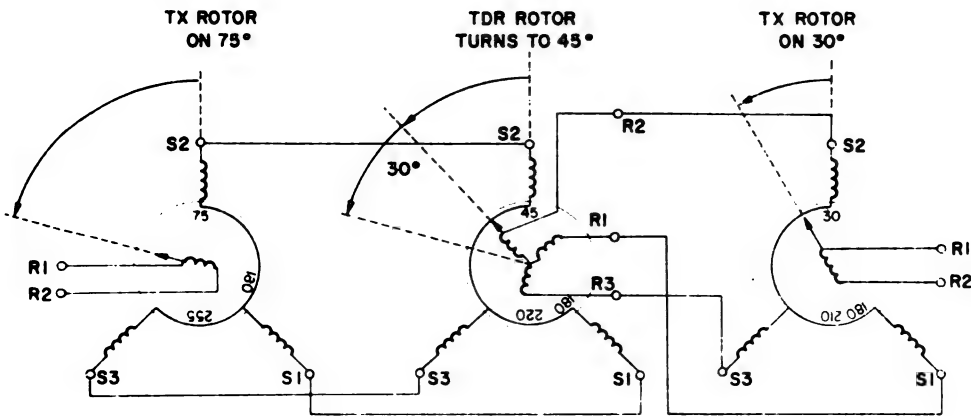 TX ROTOR
ON 75°
TDR ROTOR
TURNS TO 45°
TX ROTOR
ON 30°
S2
S2
R2
S2
30°
75
45
30
R1
R1
R1
R2
R3
R2
180
255
180
220
180
210
S3
S1
S3
S1
S3
S1